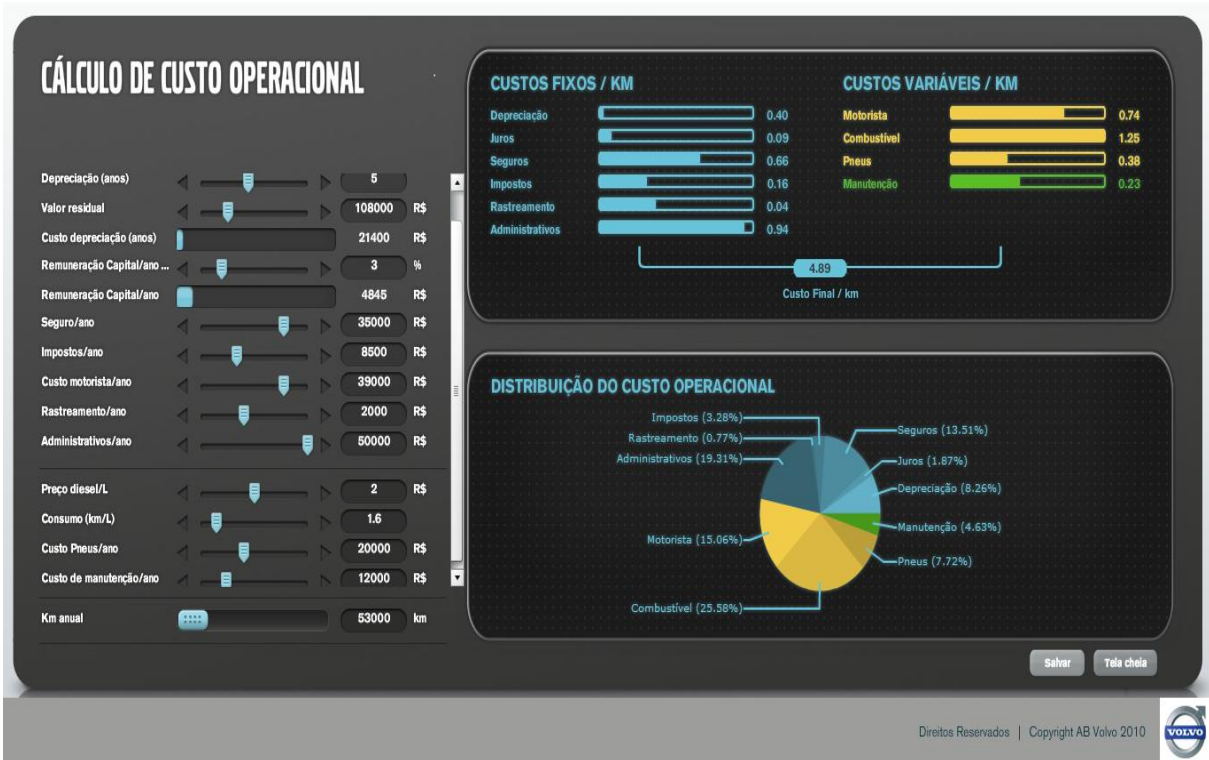 CÁLCULO DE CUSTO OPERACIONAL
Depreciação (anos) 5
Valor residual 108000 R$
Custo depreciação (anos) 21400 R$
Remuneração Capital/ano ... 3 %
Remuneração Capital/ano 4845 R$
Seguro/ano 35000 R$
Impostos/ano 8500 R$
Custo motorista/ano 39000 R$
Rastreamento/ano 2000 R$
Administrativos/ano 50000 R$
Preço diesel/L 2 R$
Consumo (km/L) 1.6
Custo Pneus/ano 20000 R$
Custo de manutenção/ano 12000 R$
Km anual 53000 km
CUSTOS FIXOS / KM
Depreciação 0.40
Juros 0.09
Seguros 0.66
Impostos 0.16
Rastreamento 0.04
Administrativos 0.94
CUSTOS VARIÁVEIS / KM
Motorista 0.74
Combustível 1.25
Pneus 0.38
Manutenção 0.23
4.89
Custo Final / km
DISTRIBUIÇÃO DO CUSTO OPERACIONAL
Impostos (3.28%)
Rastreamento (0.77%)
Administrativos (19.31%)
Motorista (15.06%)
Combustível (25.58%)
Seguros (13.51%)
Juros (1.87%)
Depreciação (8.26%)
Manutenção (4.63%)
Pneus (7.72%)
Salvar
Tela cheia
Direitos Reservados | Copyright AB Volvo 2010
VOLVO